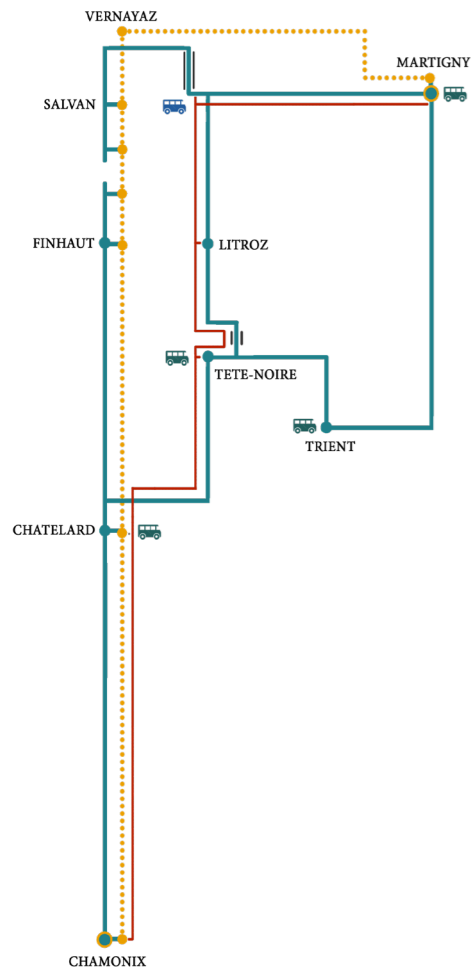 VERNAYAZ
MARTIGNY
SALVAN
FINHAUT
LITROZ
TETE-NOIRE
TRIENT
CHATELARD
CHAMONIX